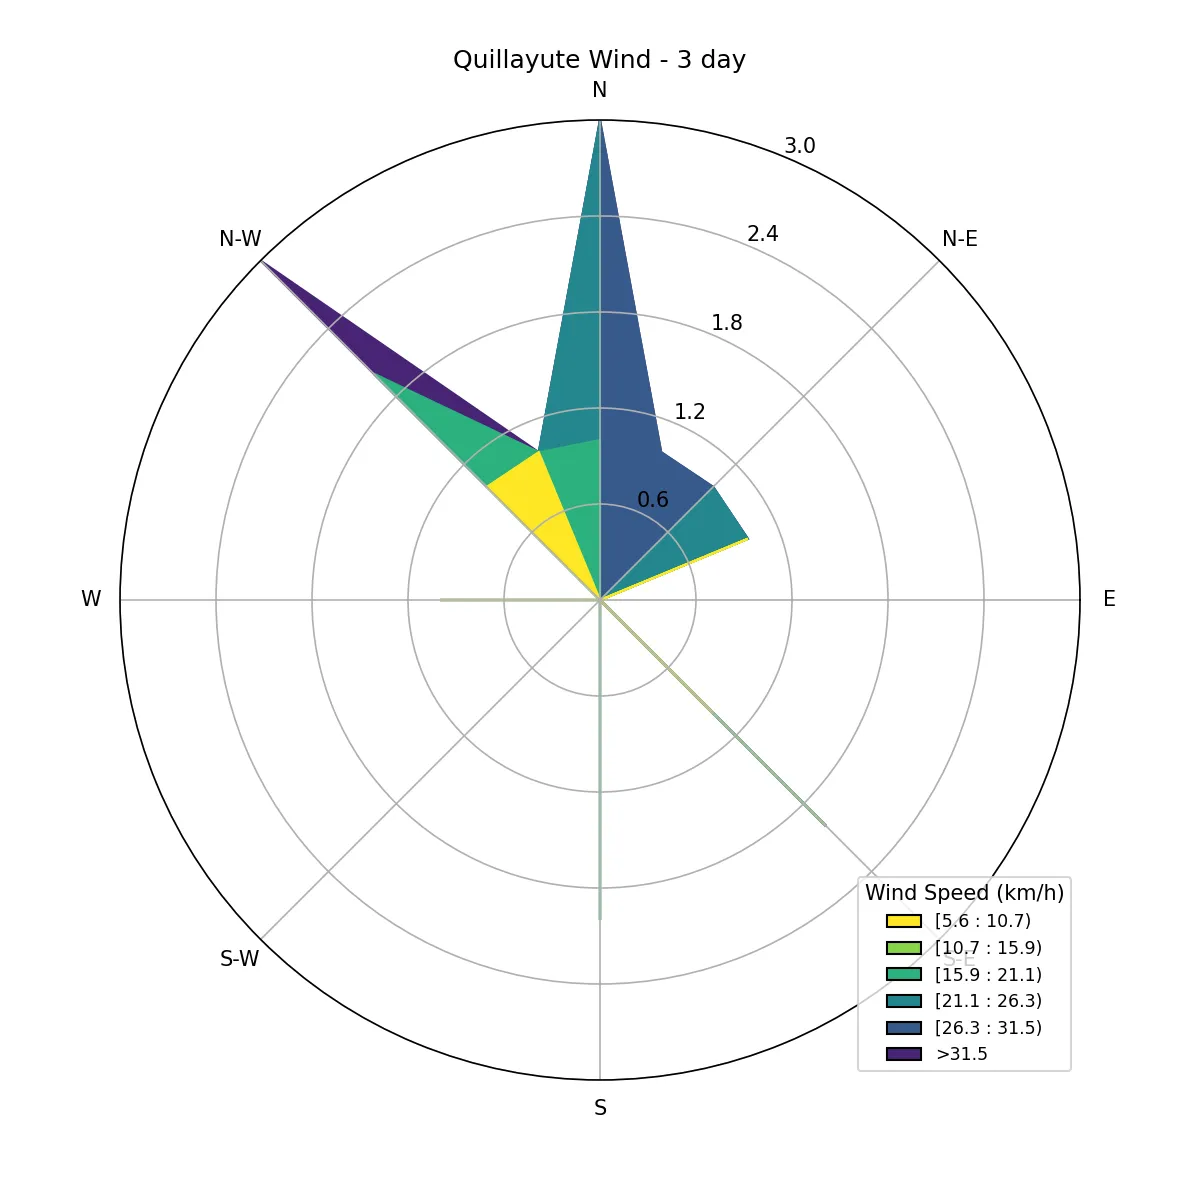 Quillayute Wind - 3 day
N
3.0
N-W
N-E
2.4
1.8
1.2
0.6
W
E
Wind Speed (km/h)
[5.6 : 10.7)
[10.7 : 15.9)
S-W
S-E
[15.9 : 21.1)
[21.1 : 26.3)
[26.3 : 31.5)
>31.5
S